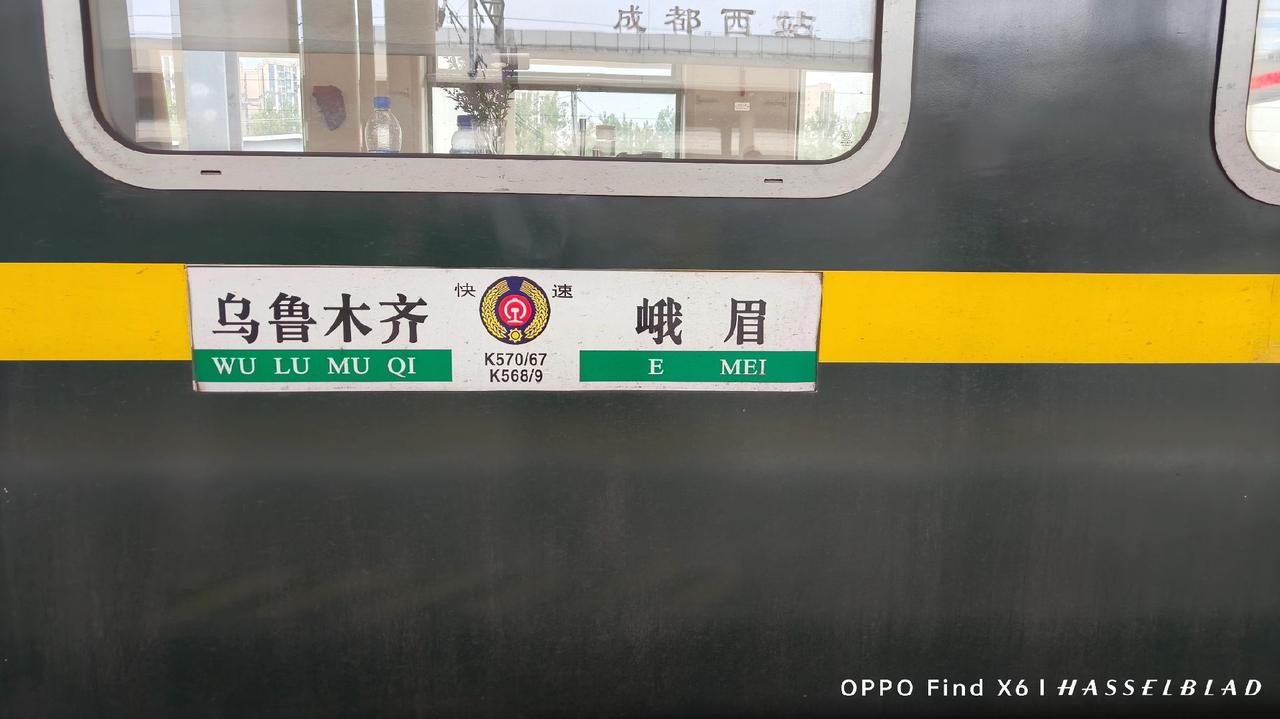 成都西站
乌鲁木齐 快速 峨眉
WU LU MU QI K570/67 E MEI
K568/9
OPPO Find X6 | HASSELBLAD